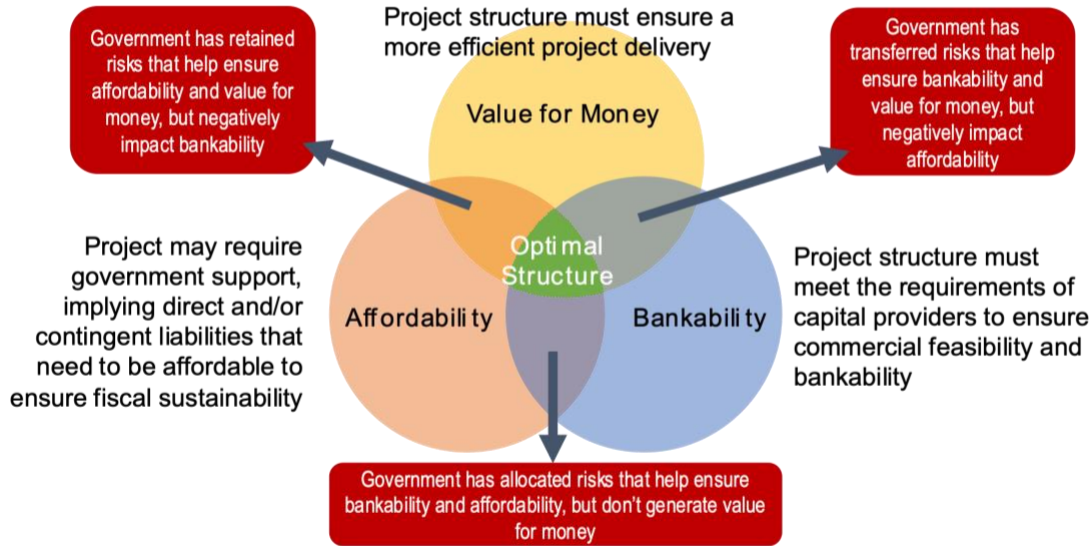 Project structure must ensure a
more efficient project delivery
Government has retained
risks that help ensure
affordability and value for
money, but negatively
impact bankability
Government has
transferred risks that help
ensure bankability and
value for money, but
negatively impact
affordability
Value for Money
Project may require
government support,
implying direct and/or
contingent liabilities that
need to be affordable to
ensure fiscal sustainability
Optimal
Structure
Affordability
Bankability
Project structure must
meet the requirements of
capital providers to ensure
commercial feasibility and
bankability
Government has allocated risks that help ensure
bankability and affordability, but don't generate value
for money